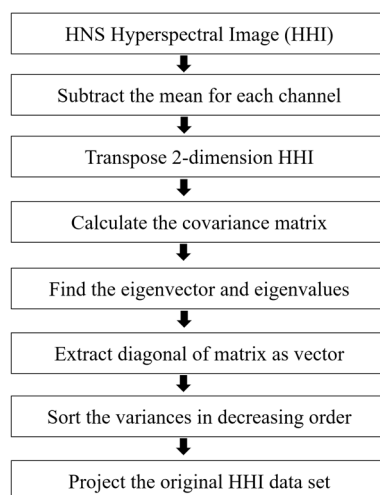 HNS Hyperspectral Image (HHI)
Subtract the mean for each channel
Transpose 2-dimension HHI
Calculate the covariance matrix
Find the eigenvector and eigenvalues
Extract diagonal of matrix as vector
Sort the variances in decreasing order
Project the original HHI data set